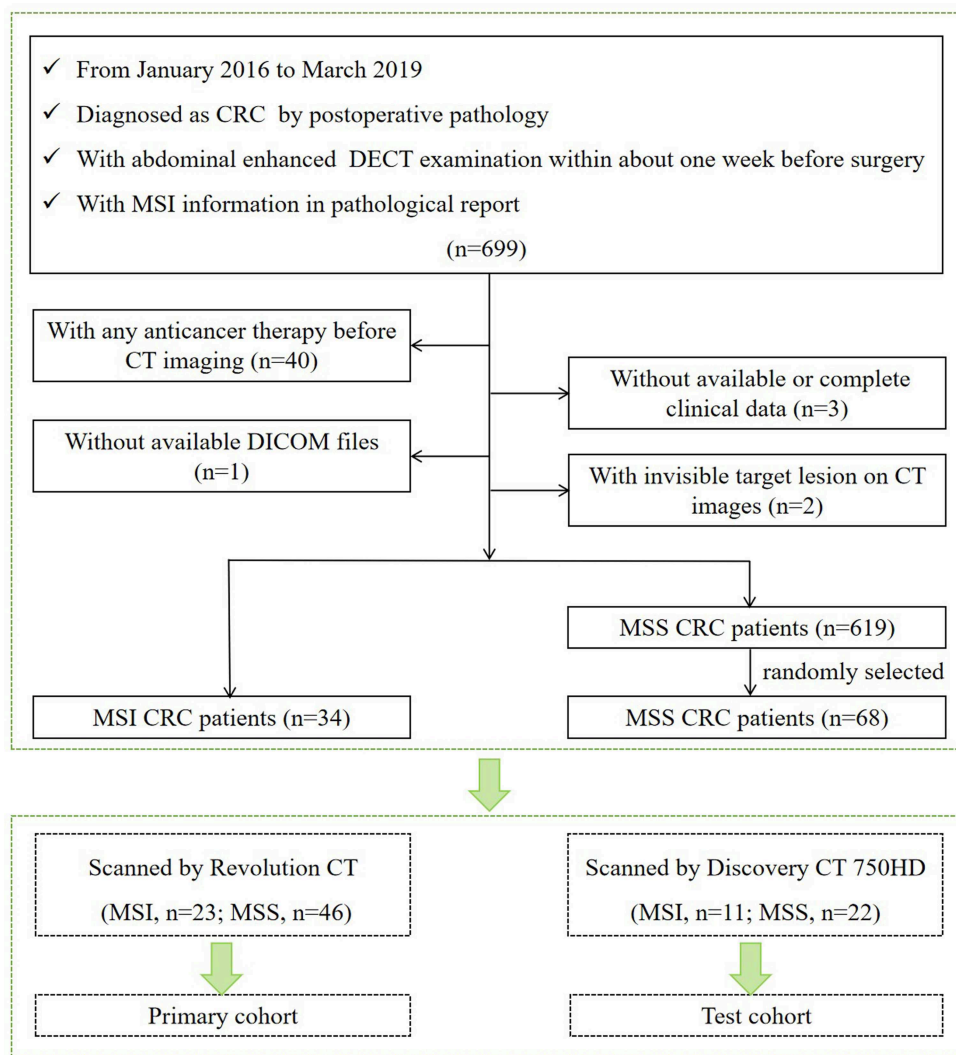 ✓ From January 2016 to March 2019
✓ Diagnosed as CRC by postoperative pathology
✓ With abdominal enhanced DECT examination within about one week before surgery
✓ With MSI information in pathological report
(n=699)
With any anticancer therapy before
CT imaging (n=40)
Without available or complete
clinical data (n=3)
Without available DICOM files
(n=1)
With invisible target lesion on CT
images (n=2)
MSS CRC patients (n=619)
randomly selected
MSI CRC patients (n=34)
MSS CRC patients (n=68)
Scanned by Revolution CT
(MSI, n=23; MSS, n=46)
Scanned by Discovery CT 750HD
(MSI, n=11; MSS, n=22)
Primary cohort
Test cohort